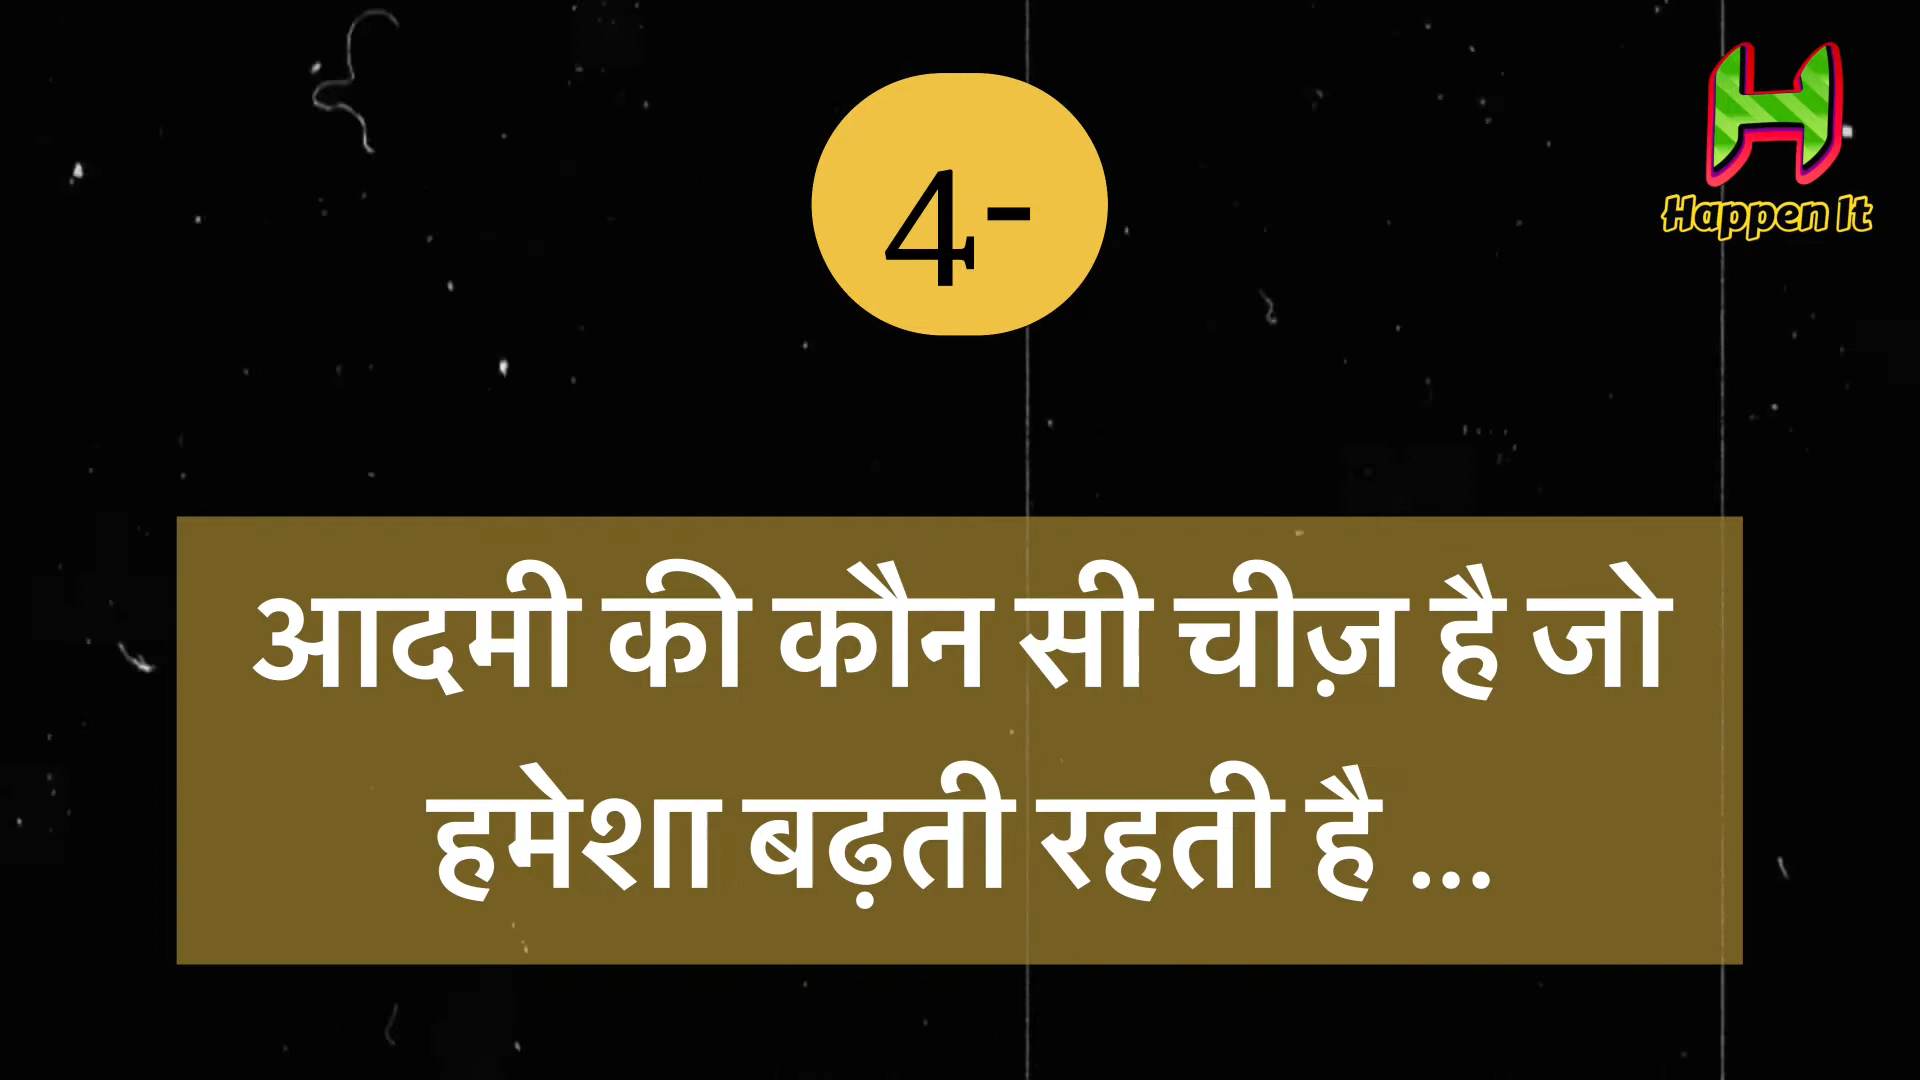 4-
H
Happen It
आदमी की कौन सी चीज़ है जो
हमेशा बढ़ती रहती है ...